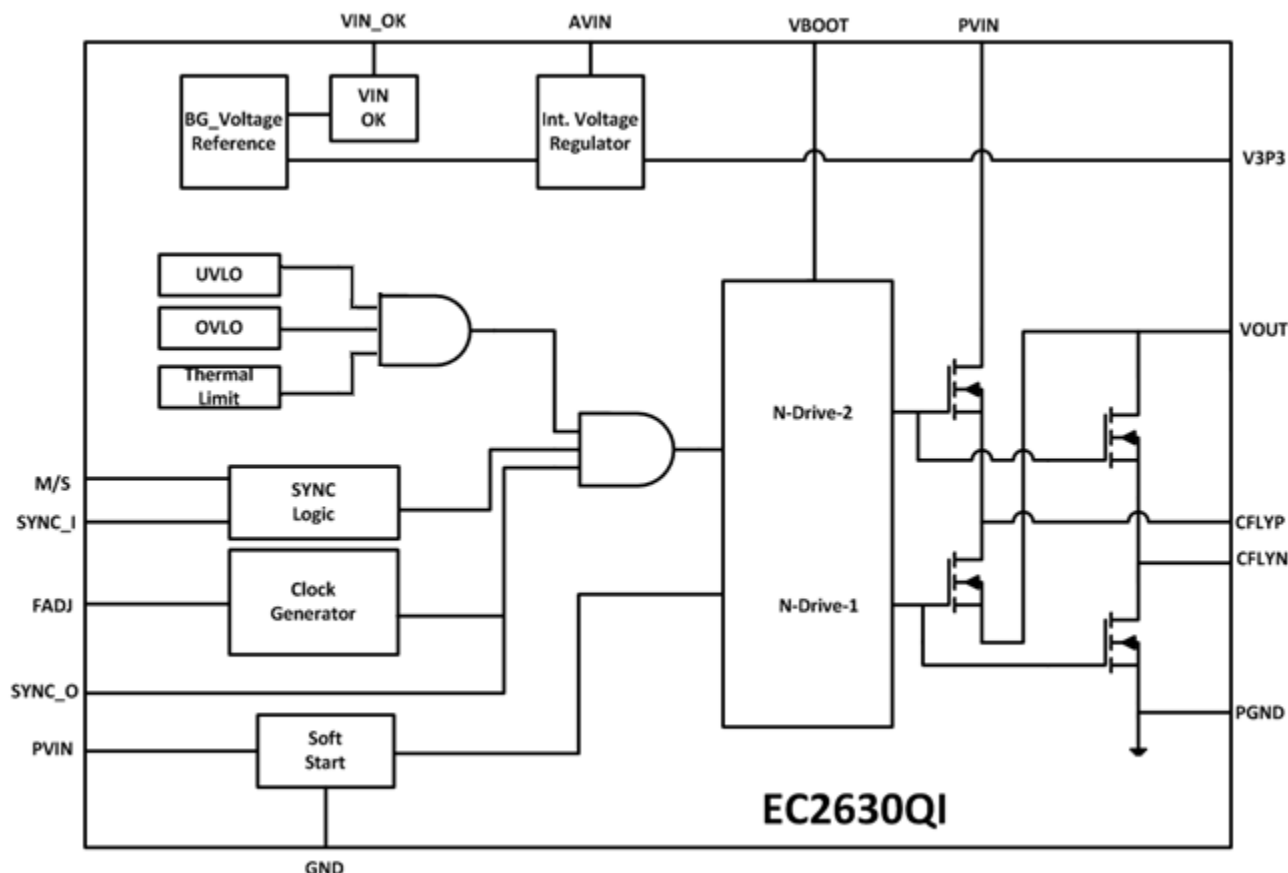 VIN_OK
AVIN
VBOOT
PVIN
BG_Voltage
Reference
VIN
OK
Int. Voltage
Regulator
V3P3
UVLO
OVLO
Thermal
Limit
VOUT
N-Drive-2
M/S
SYNC_I
SYNC
Logic
CFLYP
CFLYN
FADJ
Clock
Generator
N-Drive-1
SYNC_O
PGND
PVIN
Soft
Start
EC2630QI
GND